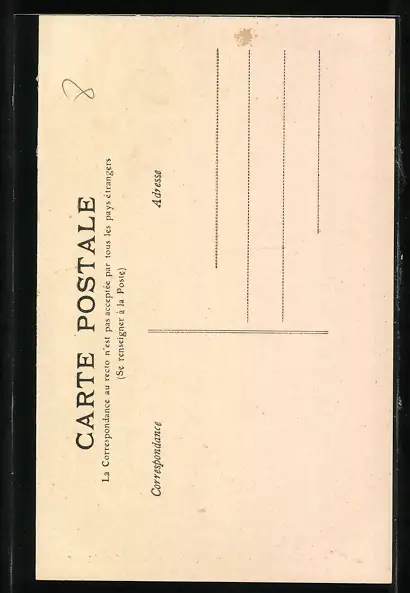 8
CARTE POSTALE
La Correspondance au recto n'est pas acceptée par tous les pays étrangers
(Se renseigner à la Poste)
Correspondance
Adresse